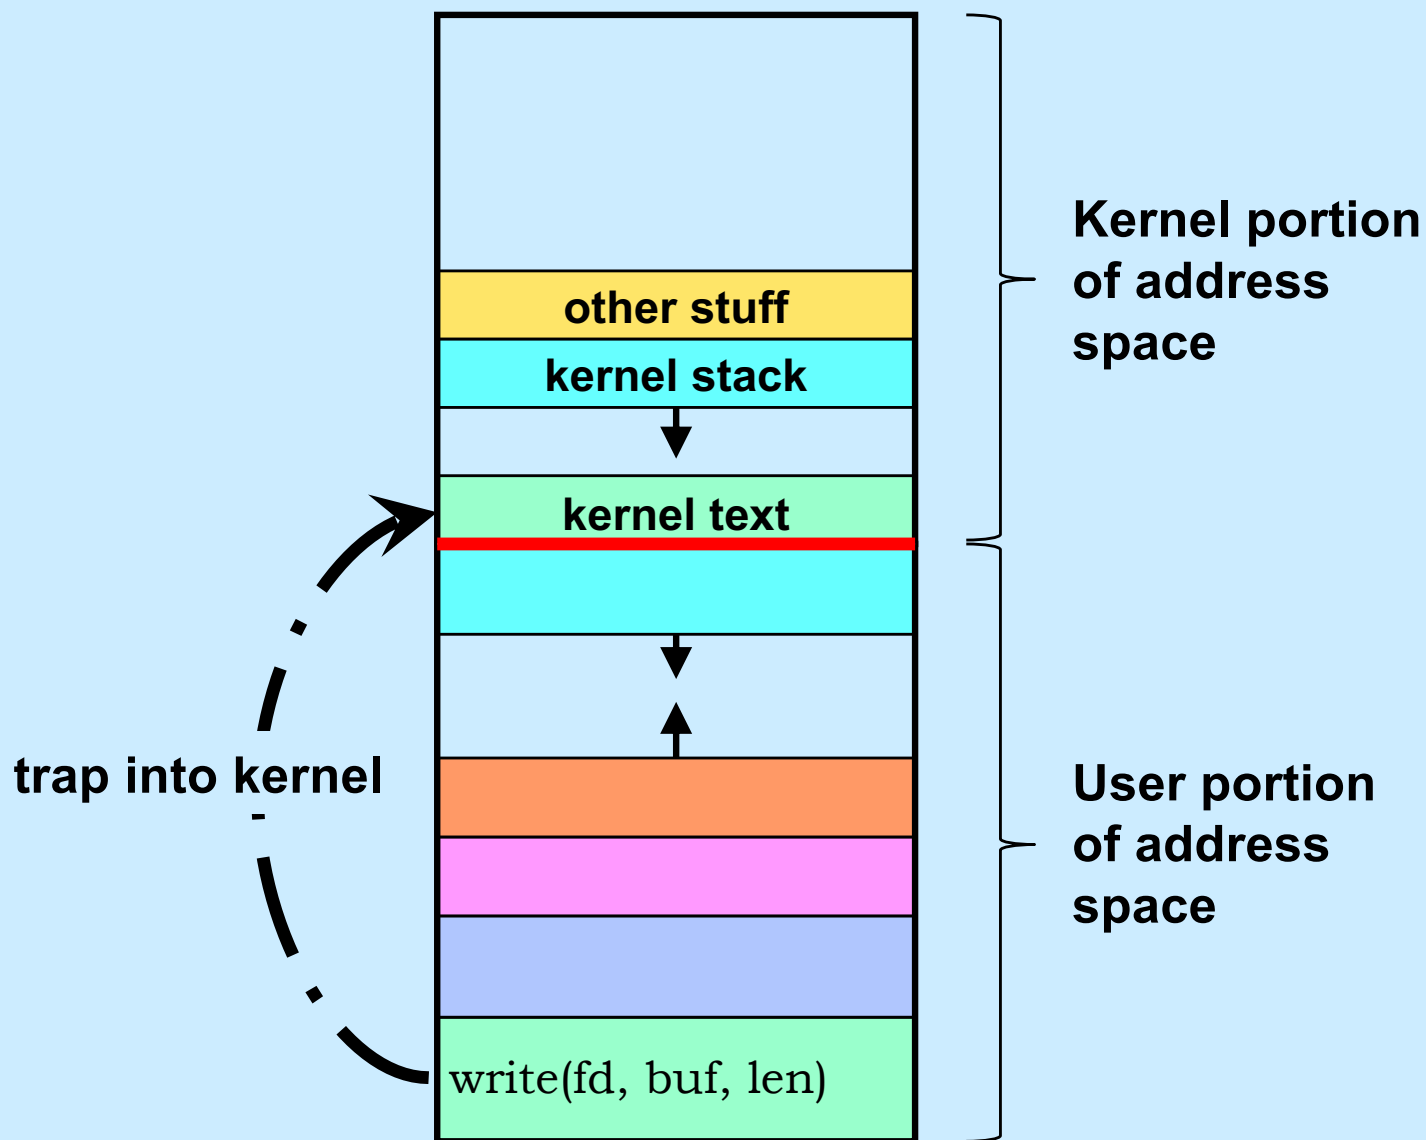 other stuff
kernel stack
kernel text
Kernel portion
of address
space
trap into kernel
User portion
of address
space
write(fd, buf, len)